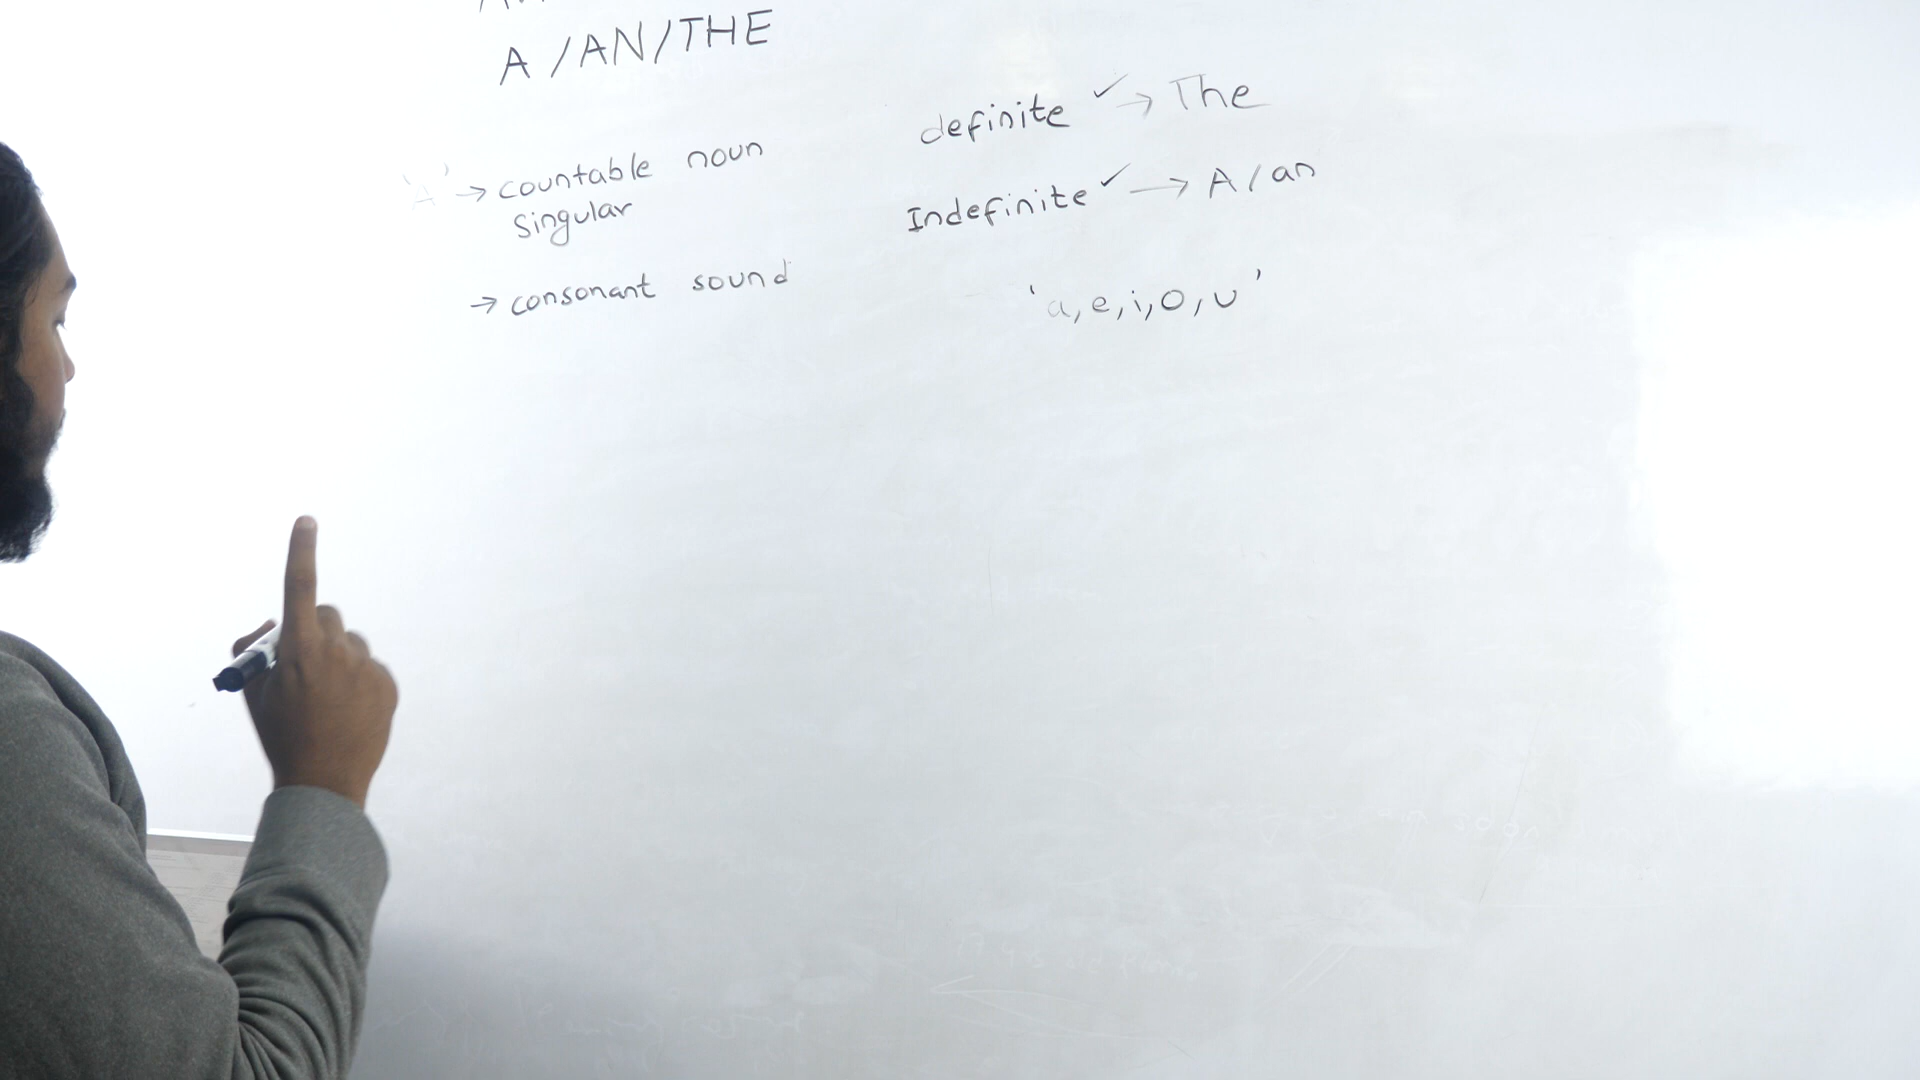 A/AN/THE
'A' → countable noun
singular
→ consonant sound
definite ✓ → The
Indefinite ✓ → A/an
'a, e, i, o, u'